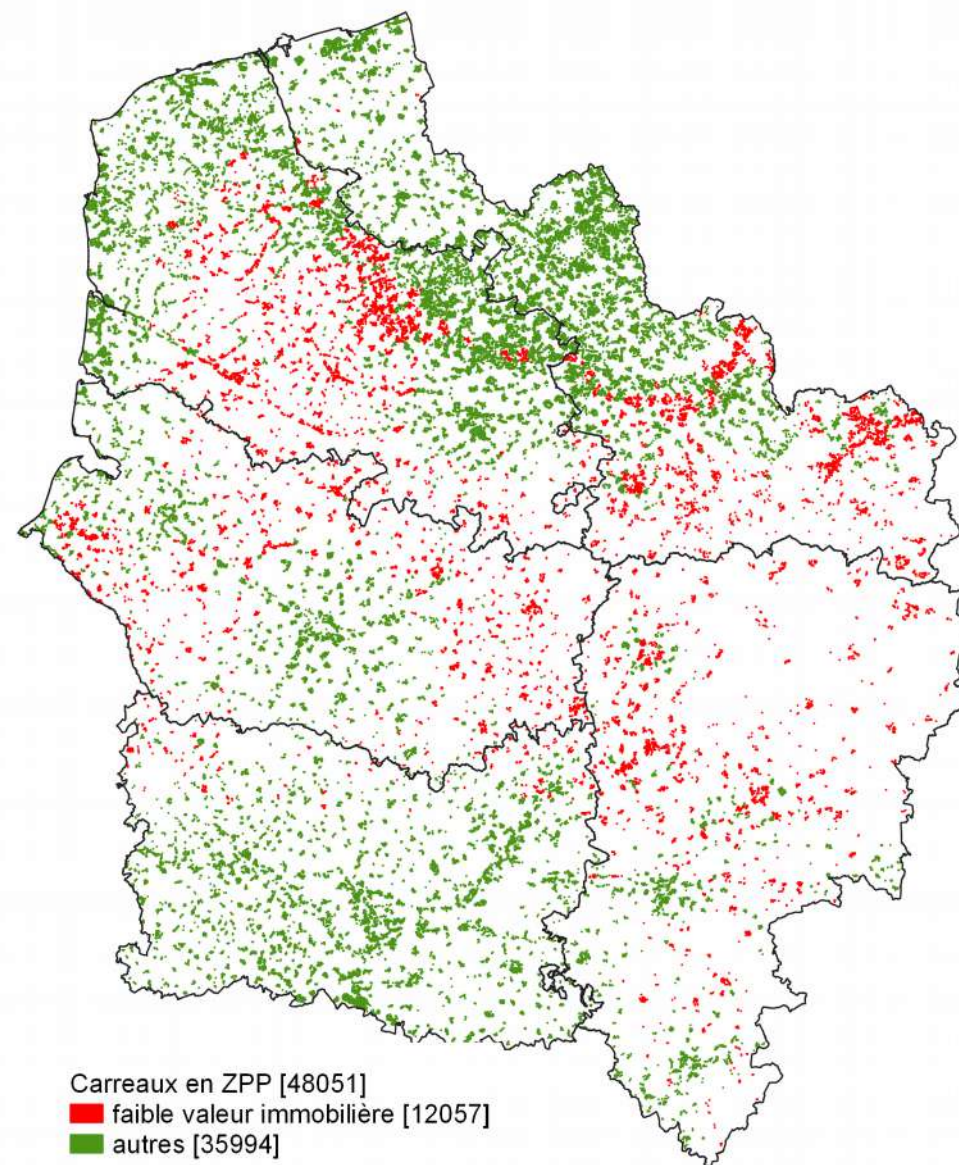 Carreaux en ZPP [48051]
faible valeur immobilière [12057]
autres [35994]